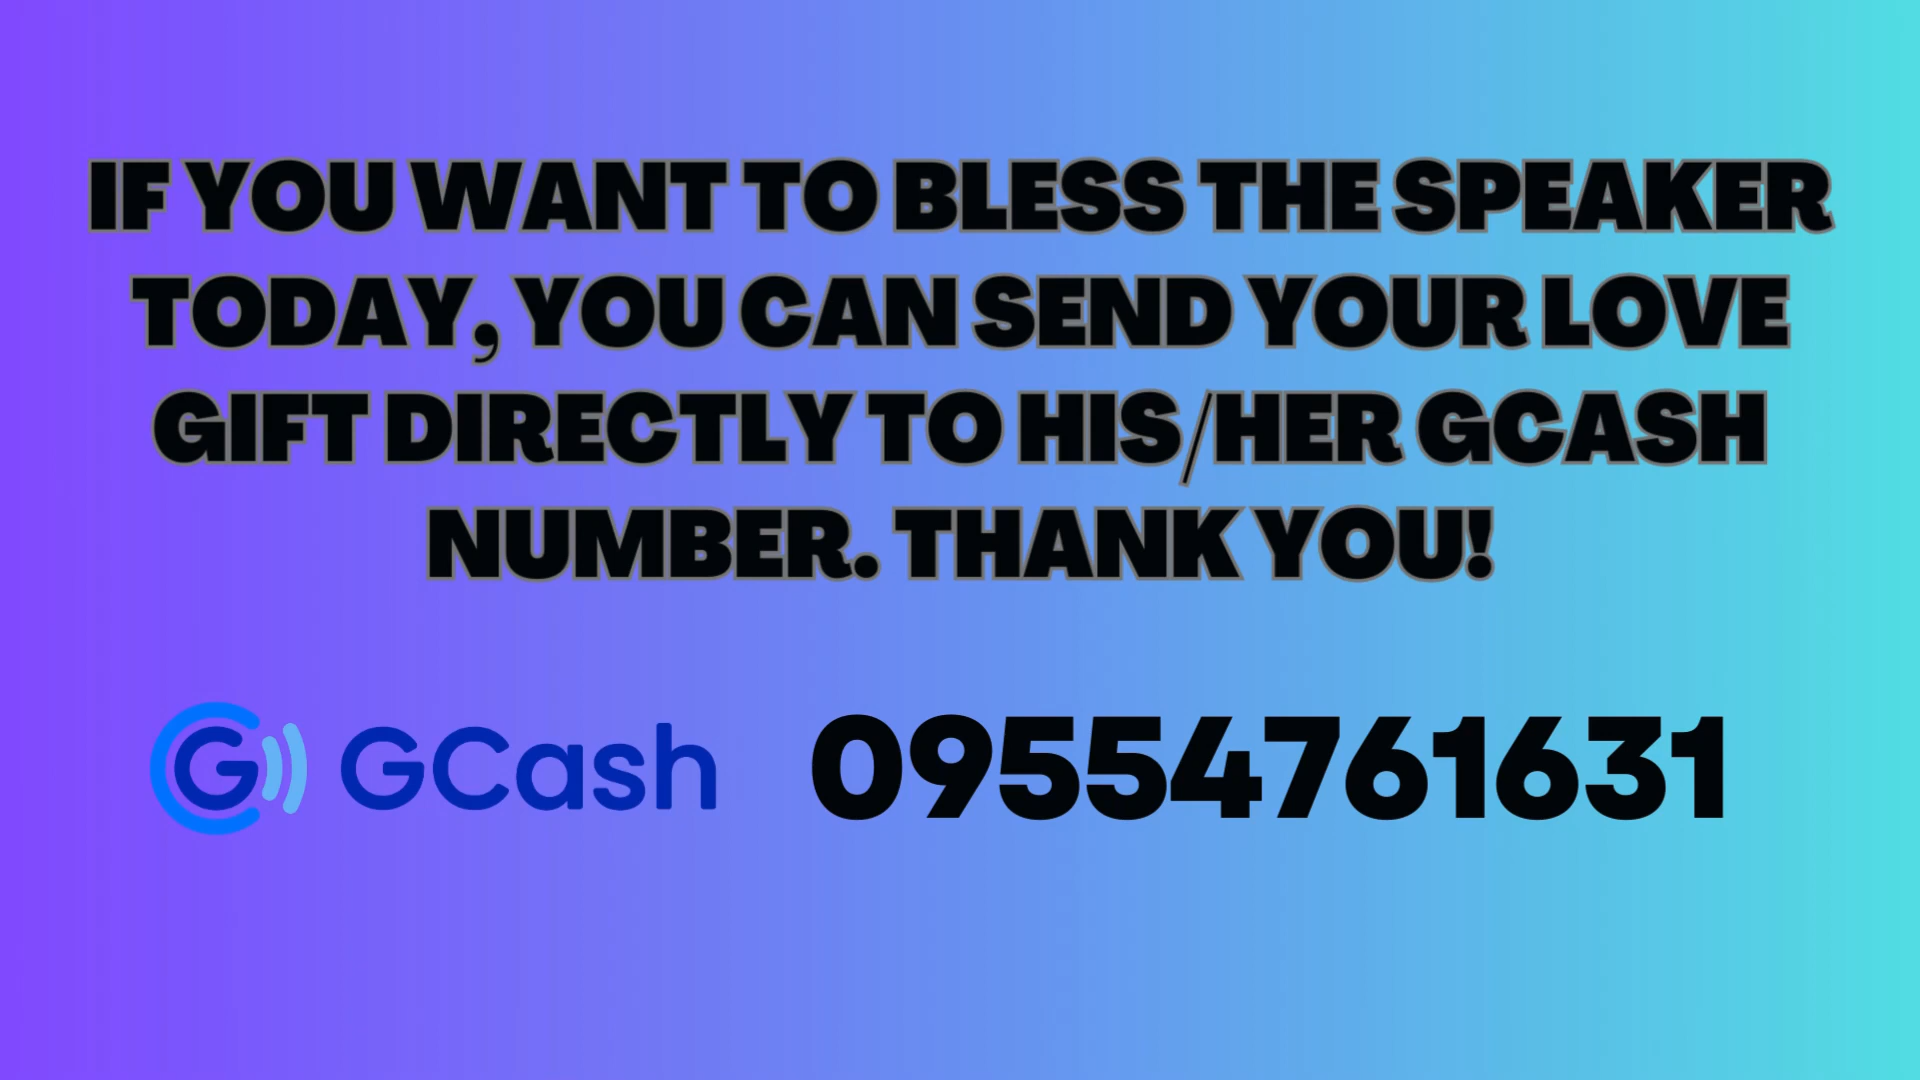 IF YOU WANT TO BLESS THE SPEAKER
TODAY, YOU CAN SEND YOUR LOVE
GIFT DIRECTLY TO HIS/HER GCASH
NUMBER. THANK YOU!
G GCash 09554761631